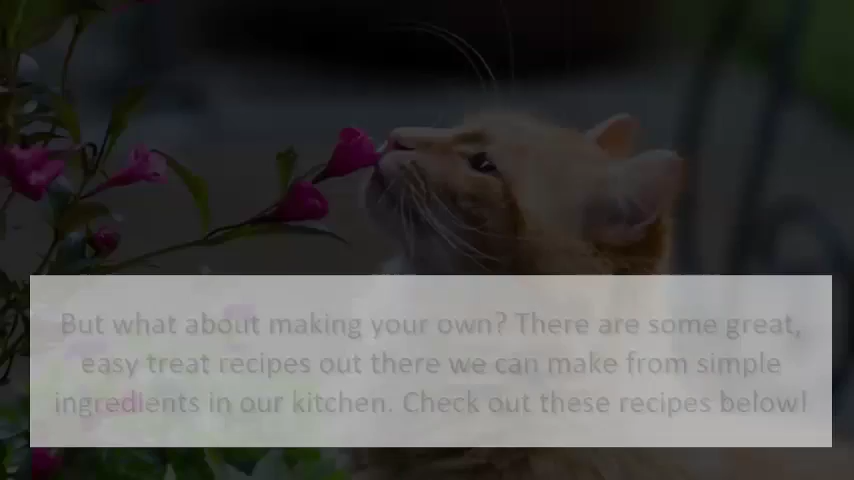 But what about making your own? There are some great,
easy treat recipes out there we can make from simple
ingredients in our kitchen. Check out these recipes below!